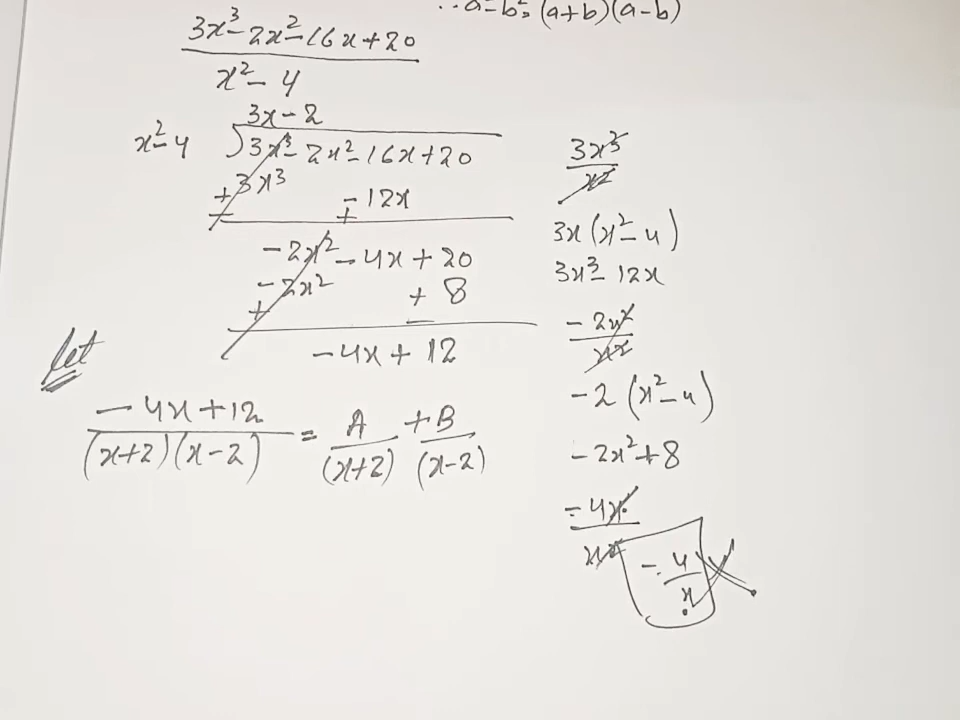 ∴ a²-b² = (a+b)(a-b)
3x³-2x²-16x+20
x²-4
3x-2
x²-4 )3x³-2x²-16x+20
+3x³ -12x
- +
-2x²-4x+20
-2x² +8
+ -
-4x+12
let
-4x+12 = A + B
(x+2)(x-2) (x+2) (x-2)
3x³
x²
3x(x²-4)
3x³-12x
-2x²
x²
-2(x²-4)
-2x²+8
-4x
x²
-4
x